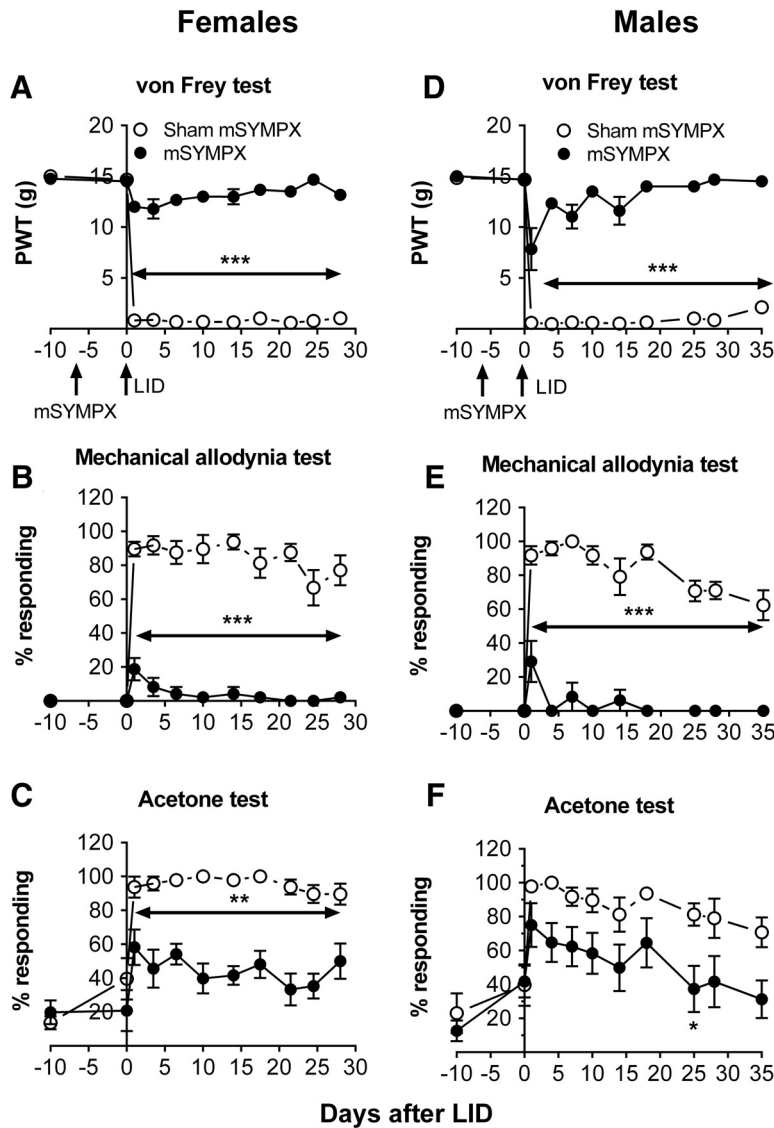 Females
Males
A
von Frey test
20
15
10
5
PWT (g)
Sham mSYMPX
mSYMPX
***
-10 -5 0 5 10 15 20 25 30
mSYMPX
LID
D
von Frey test
20
15
10
5
PWT (g)
Sham mSYMPX
mSYMPX
***
-10 -5 0 5 10 15 20 25 30 35
mSYMPX
LID
B
Mechanical allodynia test
120
100
80
60
40
20
% responding
***
-10 -5 0 5 10 15 20 25 30
E
Mechanical allodynia test
120
100
80
60
40
20
% responding
***
-10 -5 0 5 10 15 20 25 30 35
C
Acetone test
120
100
80
60
40
20
% responding
**
-10 -5 0 5 10 15 20 25 30
F
Acetone test
120
100
80
60
40
20
% responding
*
-10 -5 0 5 10 15 20 25 30 35
Days after LID